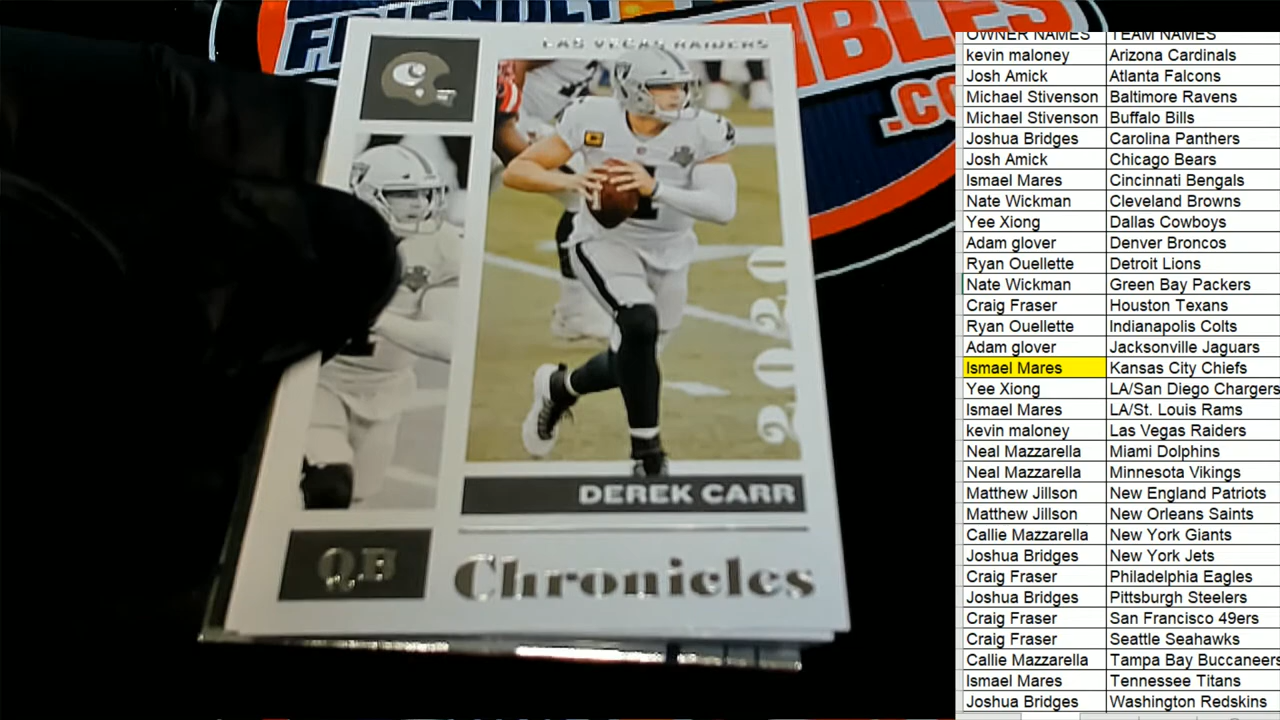 FRIENDLY
IBLES
.CO
LAS VEGAS RAIDERS
2020
DEREK CARR
QB
Chronicles
OWNER NAMES TEAM NAMES
kevin maloney Arizona Cardinals
Josh Amick Atlanta Falcons
Michael Stivenson Baltimore Ravens
Michael Stivenson Buffalo Bills
Joshua Bridges Carolina Panthers
Josh Amick Chicago Bears
Ismael Mares Cincinnati Bengals
Nate Wickman Cleveland Browns
Yee Xiong Dallas Cowboys
Adam glover Denver Broncos
Ryan Ouellette Detroit Lions
Nate Wickman Green Bay Packers
Craig Fraser Houston Texans
Ryan Ouellette Indianapolis Colts
Adam glover Jacksonville Jaguars
Ismael Mares Kansas City Chiefs
Yee Xiong LA/San Diego Chargers
Ismael Mares LA/St. Louis Rams
kevin maloney Las Vegas Raiders
Neal Mazzarella Miami Dolphins
Neal Mazzarella Minnesota Vikings
Matthew Jillson New England Patriots
Matthew Jillson New Orleans Saints
Callie Mazzarella New York Giants
Joshua Bridges New York Jets
Craig Fraser Philadelphia Eagles
Joshua Bridges Pittsburgh Steelers
Craig Fraser San Francisco 49ers
Craig Fraser Seattle Seahawks
Callie Mazzarella Tampa Bay Buccaneers
Ismael Mares Tennessee Titans
Joshua Bridges Washington Redskins